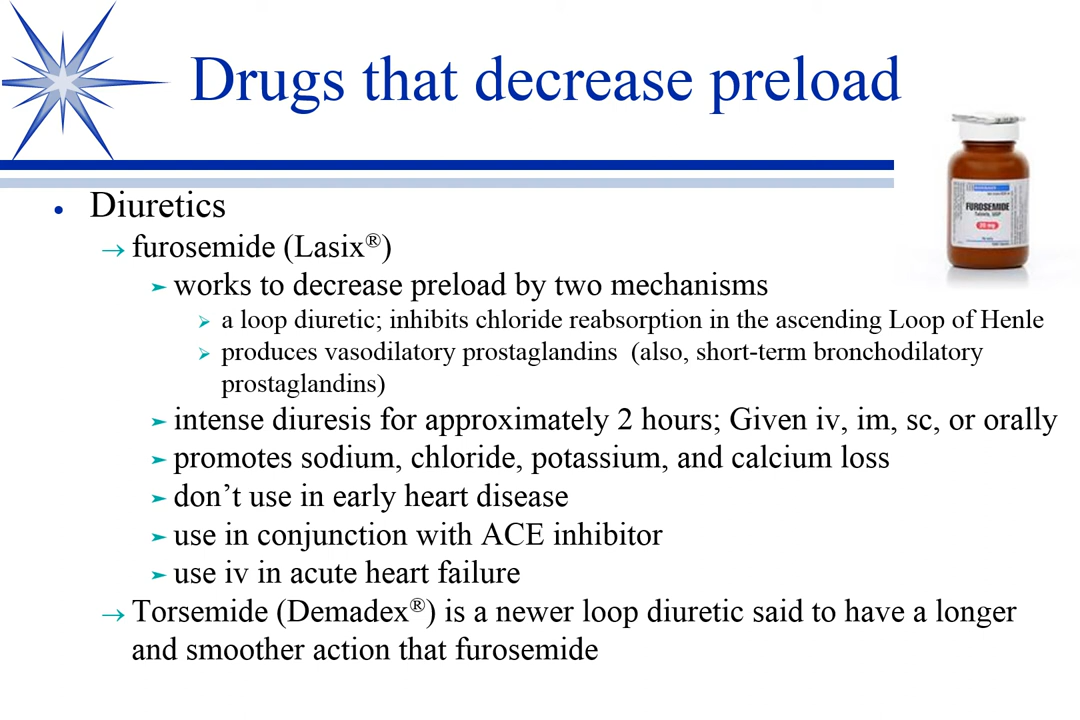 Drugs that decrease preload
FUROSEMIDE
Tablets, USP
20 mg
• Diuretics
→ furosemide (Lasix®)
➢ works to decrease preload by two mechanisms
➢ a loop diuretic; inhibits chloride reabsorption in the ascending Loop of Henle
➢ produces vasodilatory prostaglandins (also, short-term bronchodilatory
prostaglandins)
➢ intense diuresis for approximately 2 hours; Given iv, im, sc, or orally
➢ promotes sodium, chloride, potassium, and calcium loss
➢ don’t use in early heart disease
➢ use in conjunction with ACE inhibitor
➢ use iv in acute heart failure
→ Torsemide (Demadex®) is a newer loop diuretic said to have a longer
and smoother action that furosemide